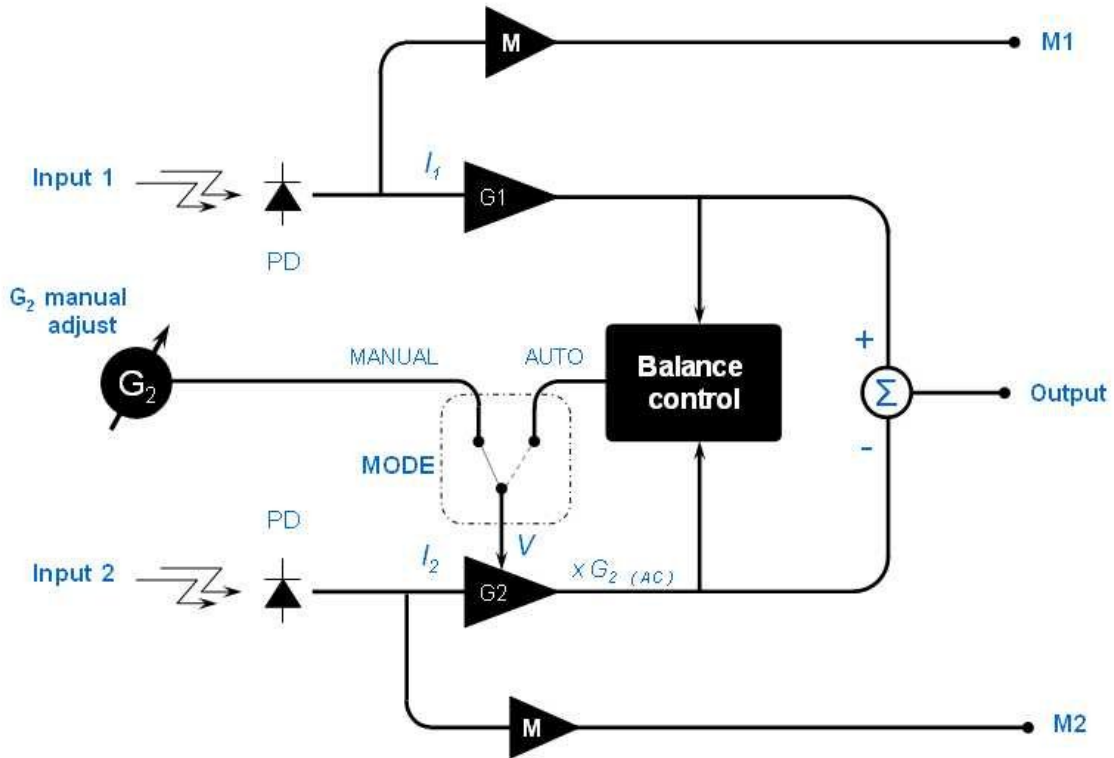 M
M1
Input 1
I₁
G1
PD
G₂ manual
adjust
G₂
MANUAL
AUTO
Balance
control
+
Σ
Output
-
MODE
PD
Input 2
I₂
V
G2
x G₂ (AC)
M
M2